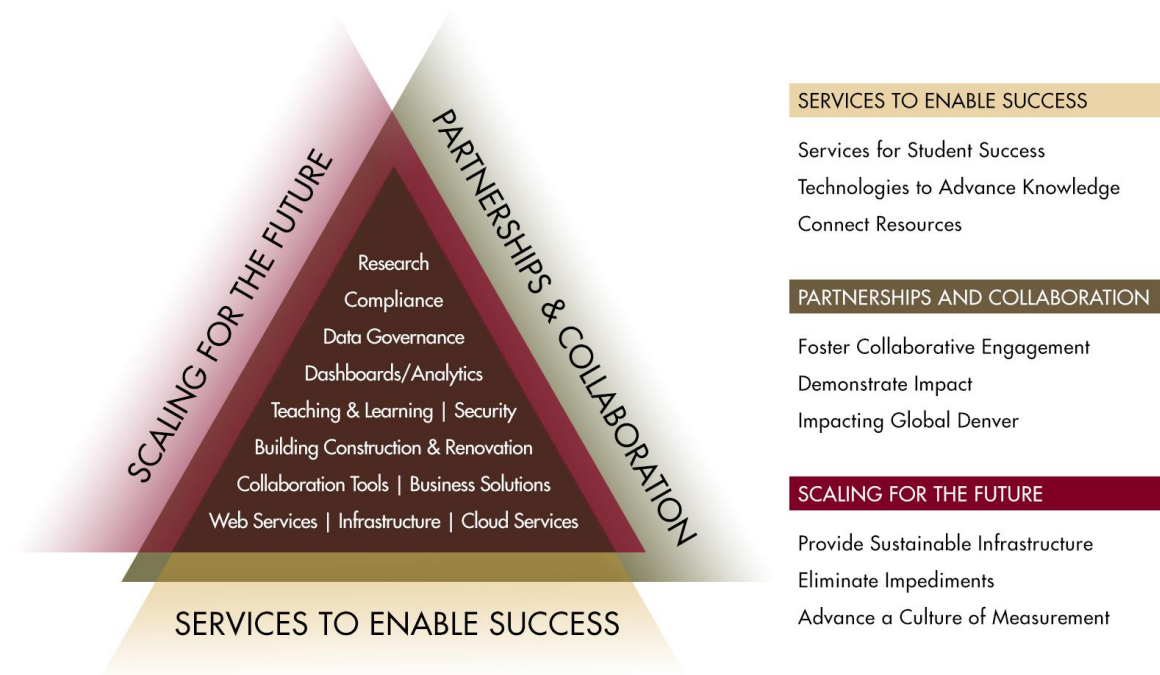 SCALING FOR THE FUTURE
PARTNERSHIPS & COLLABORATION
Research
Compliance
Data Governance
Dashboards/Analytics
Teaching & Learning | Security
Building Construction & Renovation
Collaboration Tools | Business Solutions
Web Services | Infrastructure | Cloud Services
SERVICES TO ENABLE SUCCESS
SERVICES TO ENABLE SUCCESS
Services for Student Success
Technologies to Advance Knowledge
Connect Resources
PARTNERSHIPS AND COLLABORATION
Foster Collaborative Engagement
Demonstrate Impact
Impacting Global Denver
SCALING FOR THE FUTURE
Provide Sustainable Infrastructure
Eliminate Impediments
Advance a Culture of Measurement